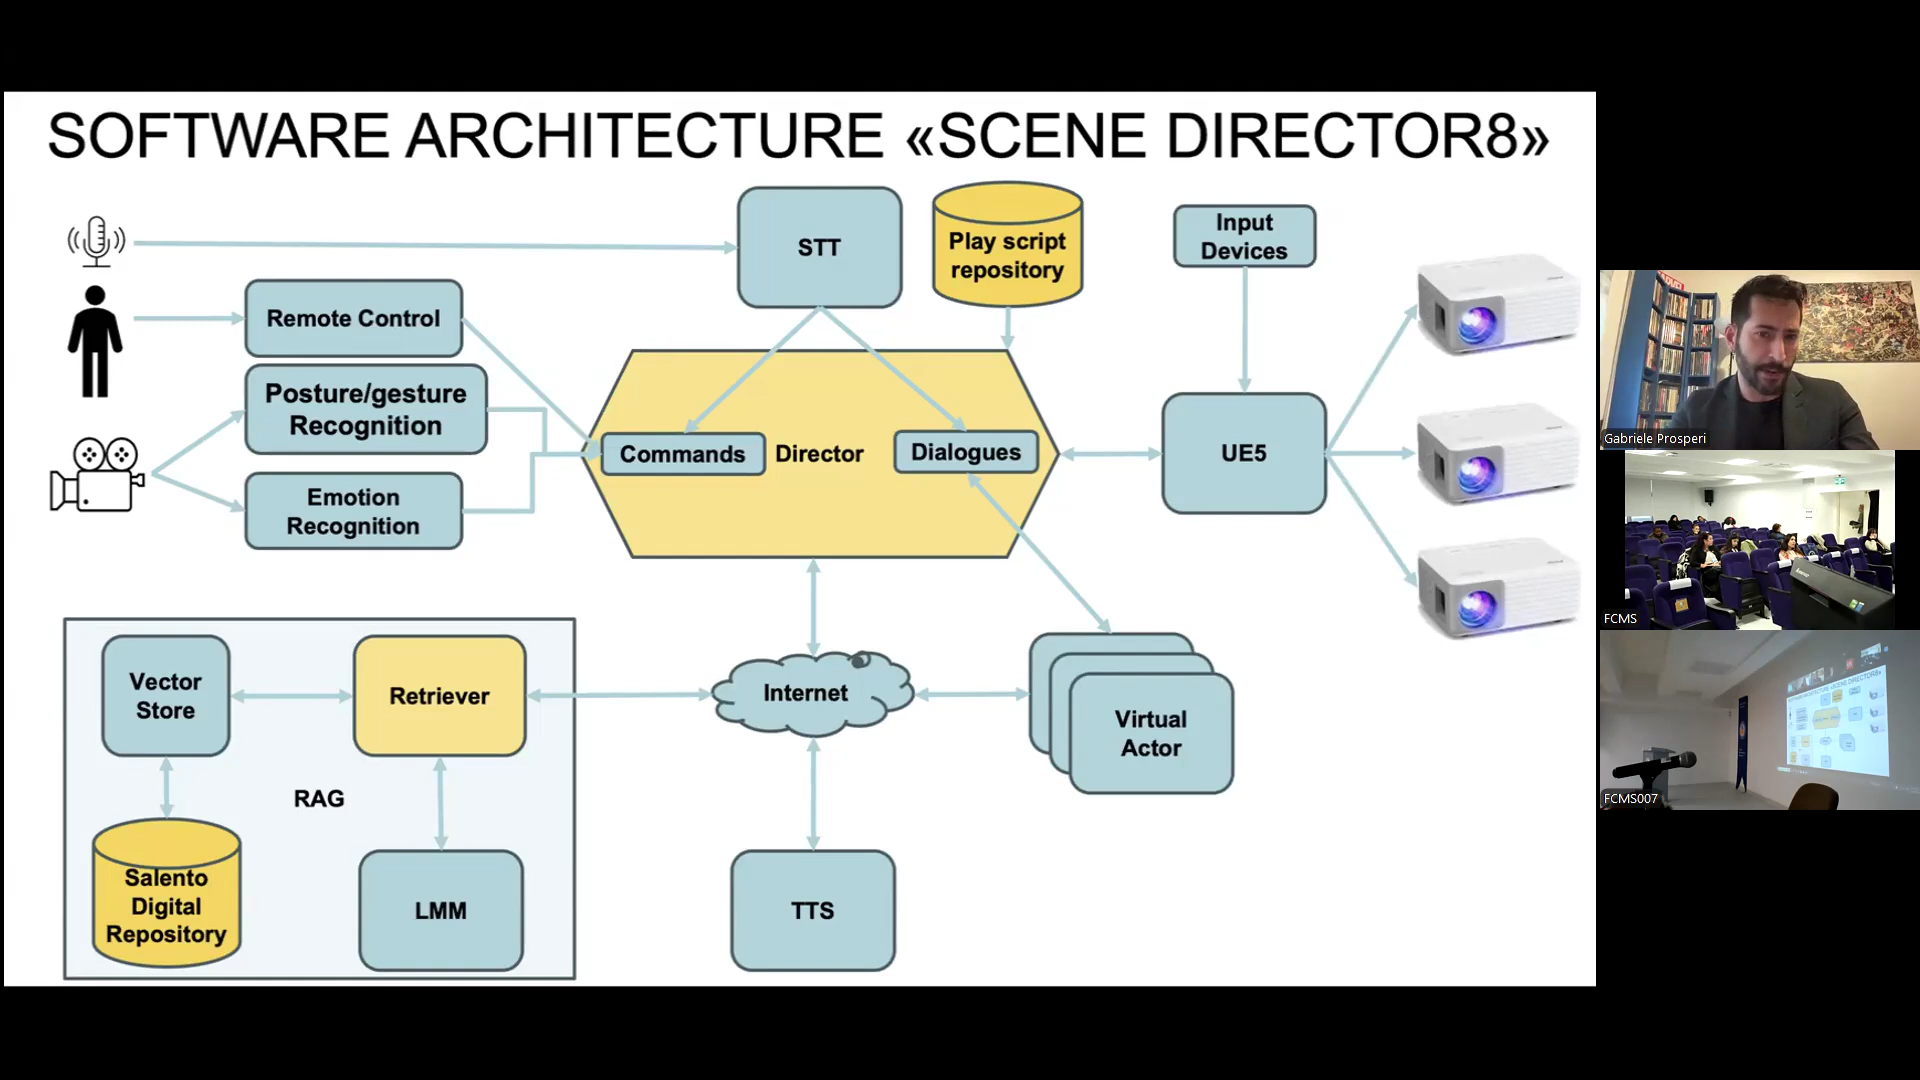 SOFTWARE ARCHITECTURE «SCENE DIRECTOR8»
STT
Play script
repository
Input
Devices
Remote Control
Posture/gesture
Recognition
Emotion
Recognition
Commands
Director
Dialogues
UE5
Vector
Store
Retriever
Internet
Virtual
Actor
RAG
Salento
Digital
Repository
LMM
TTS
Gabriele Prosperi
FCMS
FCMS007